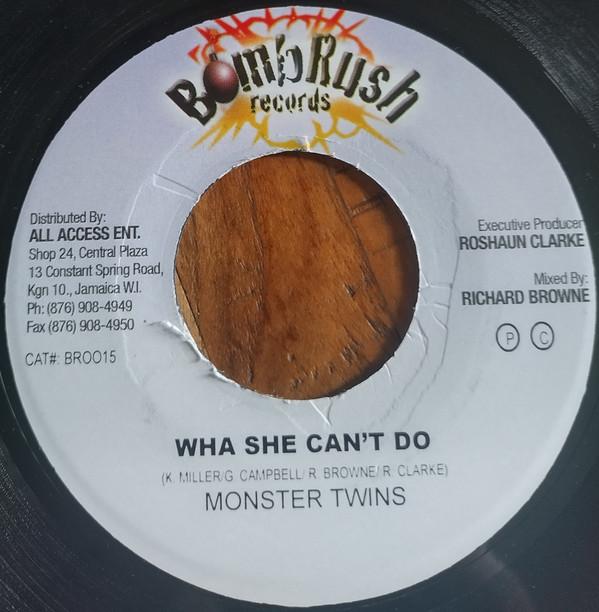 BombRush
records
Distributed By:
ALL ACCESS ENT.
Shop 24, Central Plaza
13 Constant Spring Road,
Kgn 10., Jamaica W.I.
Ph: (876) 908-4949
Fax (876) 908-4950
CAT#: BROO15
Executive Producer
ROSHAUN CLARKE
Mixed By:
RICHARD BROWNE
P C
WHA SHE CAN'T DO
(K. MILLER/G. CAMPBELL/ R. BROWNE/ R. CLARKE)
MONSTER TWINS